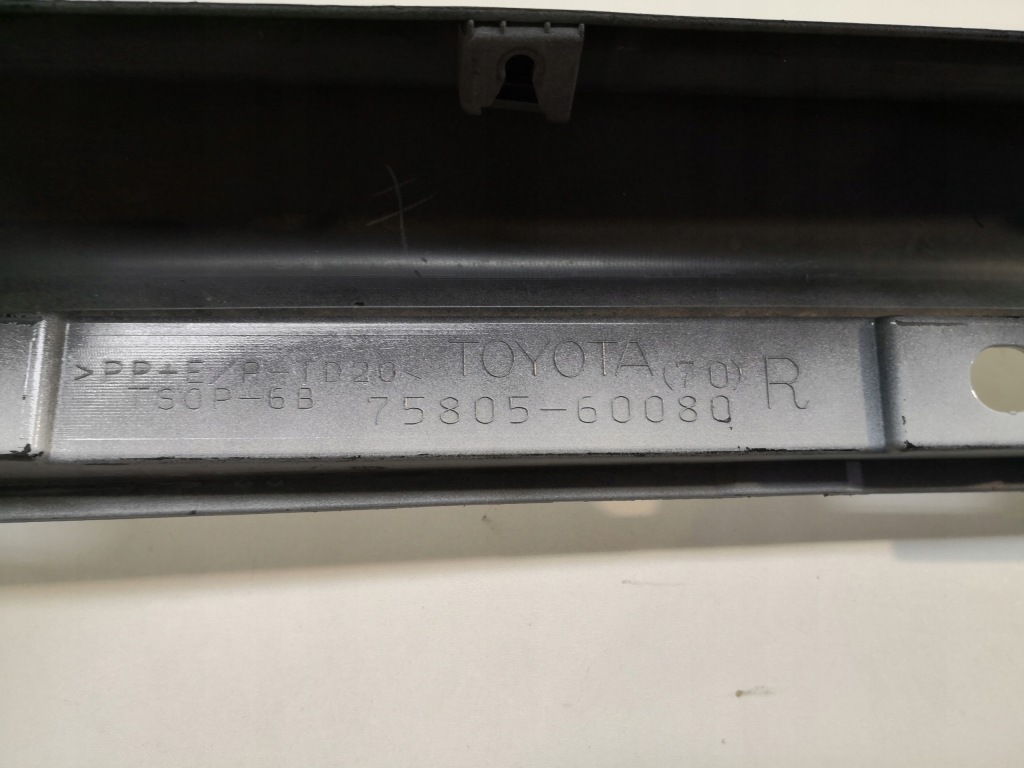 >PP+E/P-TD20< TOYOTA (70) R
TSOP-6B 75805-60080